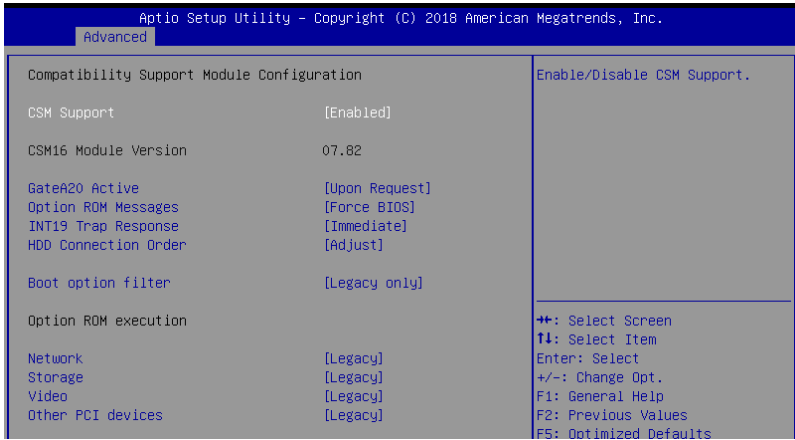 Aptio Setup Utility – Copyright (C) 2018 American Megatrends, Inc.
Advanced
Compatibility Support Module Configuration
CSM Support [Enabled]
CSM16 Module Version 07.82
GateA20 Active [Upon Request]
Option ROM Messages [Force BIOS]
INT19 Trap Response [Immediate]
HDD Connection Order [Adjust]
Boot option filter [Legacy only]
Option ROM execution
Network [Legacy]
Storage [Legacy]
Video [Legacy]
Other PCI devices [Legacy]
Enable/Disable CSM Support.
→←: Select Screen
↑↓: Select Item
Enter: Select
+/-: Change Opt.
F1: General Help
F2: Previous Values
F5: Optimized Defaults